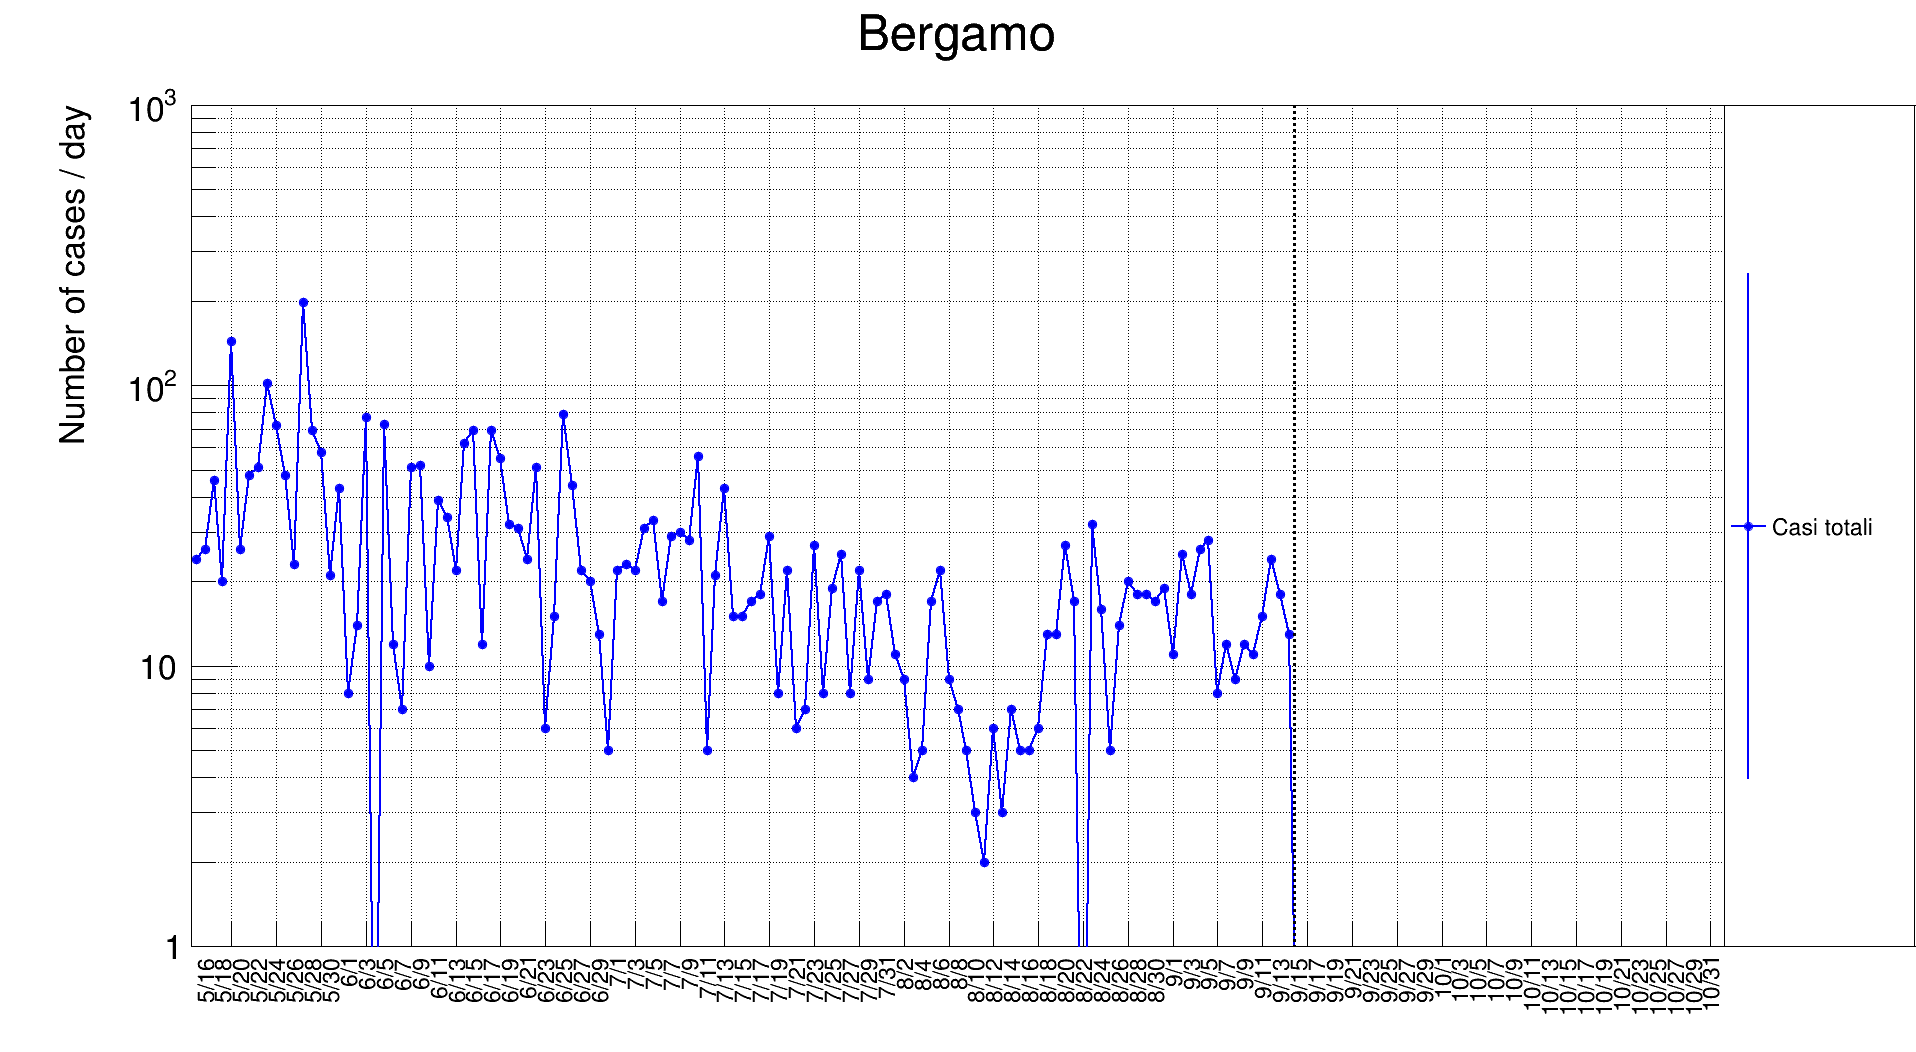 Bergamo
Number of cases / day
10³
10²
10
1
Casi totali
5/16 5/18 5/20 5/22 5/24 5/26 5/28 5/30 6/1 6/3 6/5 6/7 6/9 6/11 6/13 6/15 6/17 6/19 6/21 6/23 6/25 6/27 6/29 7/1 7/3 7/5 7/7 7/9 7/11 7/13 7/15 7/17 7/19 7/21 7/23 7/25 7/27 7/29 7/31 8/2 8/4 8/6 8/8 8/10 8/12 8/14 8/16 8/18 8/20 8/22 8/24 8/26 8/28 8/30 9/1 9/3 9/5 9/7 9/9 9/11 9/13 9/15 9/17 9/19 9/21 9/23 9/25 9/27 9/29 10/1 10/3 10/5 10/7 10/9 10/11 10/13 10/15 10/17 10/19 10/21 10/23 10/25 10/27 10/29 10/31